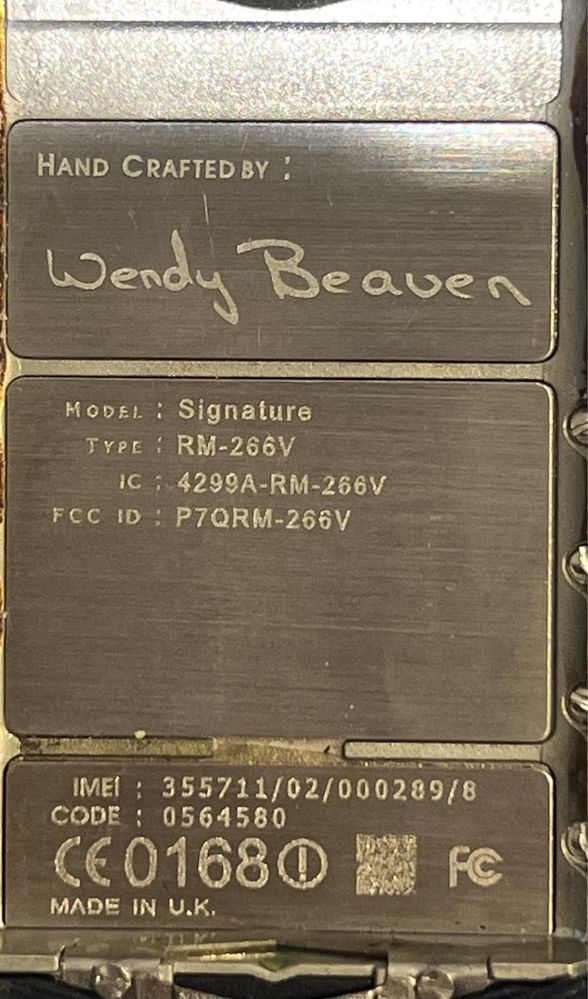 HAND CRAFTED BY :
Wendy Beaven
MODEL : Signature
TYPE : RM-266V
IC : 4299A-RM-266V
FCC ID : P7QRM-266V
IMEI : 355711/02/000289/8
CODE : 0564580
CE0168 FC
MADE IN U.K.